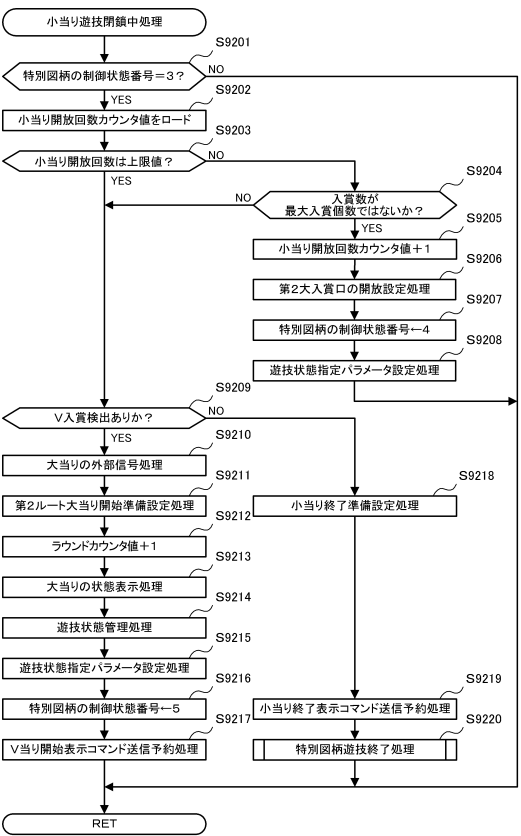 小当り遊技閉鎖中処理
S9201
特別図柄の制御状態番号=3?
NO
YES
S9202
小当り開放回数カウンタ値をロード
S9203
小当り開放回数は上限値?
NO
YES
S9204
入賞数が
最大入賞個数ではないか?
NO
YES
S9205
小当り開放回数カウンタ値+1
S9206
第2大入賞口の開放設定処理
S9207
特別図柄の制御状態番号←4
S9208
遊技状態指定パラメータ設定処理
S9209
V入賞検出ありか?
NO
YES
S9210
大当りの外部信号処理
S9211
第2ルート大当り開始準備設定処理
S9212
ラウンドカウンタ値+1
S9213
大当りの状態表示処理
S9214
遊技状態管理処理
S9215
遊技状態指定パラメータ設定処理
S9216
特別図柄の制御状態番号←5
S9217
V当り開始表示コマンド送信予約処理
S9218
小当り終了準備設定処理
S9219
小当り終了表示コマンド送信予約処理
S9220
特別図柄遊技終了処理
RET